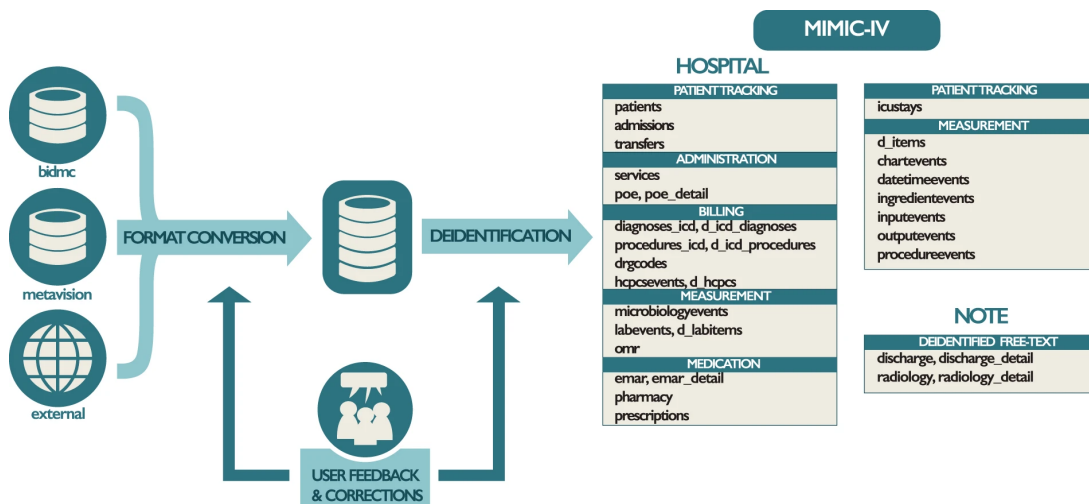 MIMIC-IV
bidmc
metavision
external
FORMAT CONVERSION
DEIDENTIFICATION
USER FEEDBACK
& CORRECTIONS
HOSPITAL
PATIENT TRACKING
patients
admissions
transfers
ADMINISTRATION
services
poe, poe_detail
BILLING
diagnoses_icd, d_icd_diagnoses
procedures_icd, d_icd_procedures
drgcodes
hcpcsevents, d_hcpcs
MEASUREMENT
microbiologyevents
labevents, d_labitems
omr
MEDICATION
emar, emar_detail
pharmacy
prescriptions
PATIENT TRACKING
icustays
MEASUREMENT
d_items
chartevents
datetimeevents
ingredientevents
inputevents
outputevents
procedureevents
NOTE
DEIDENTIFIED FREE-TEXT
discharge, discharge_detail
radiology, radiology_detail